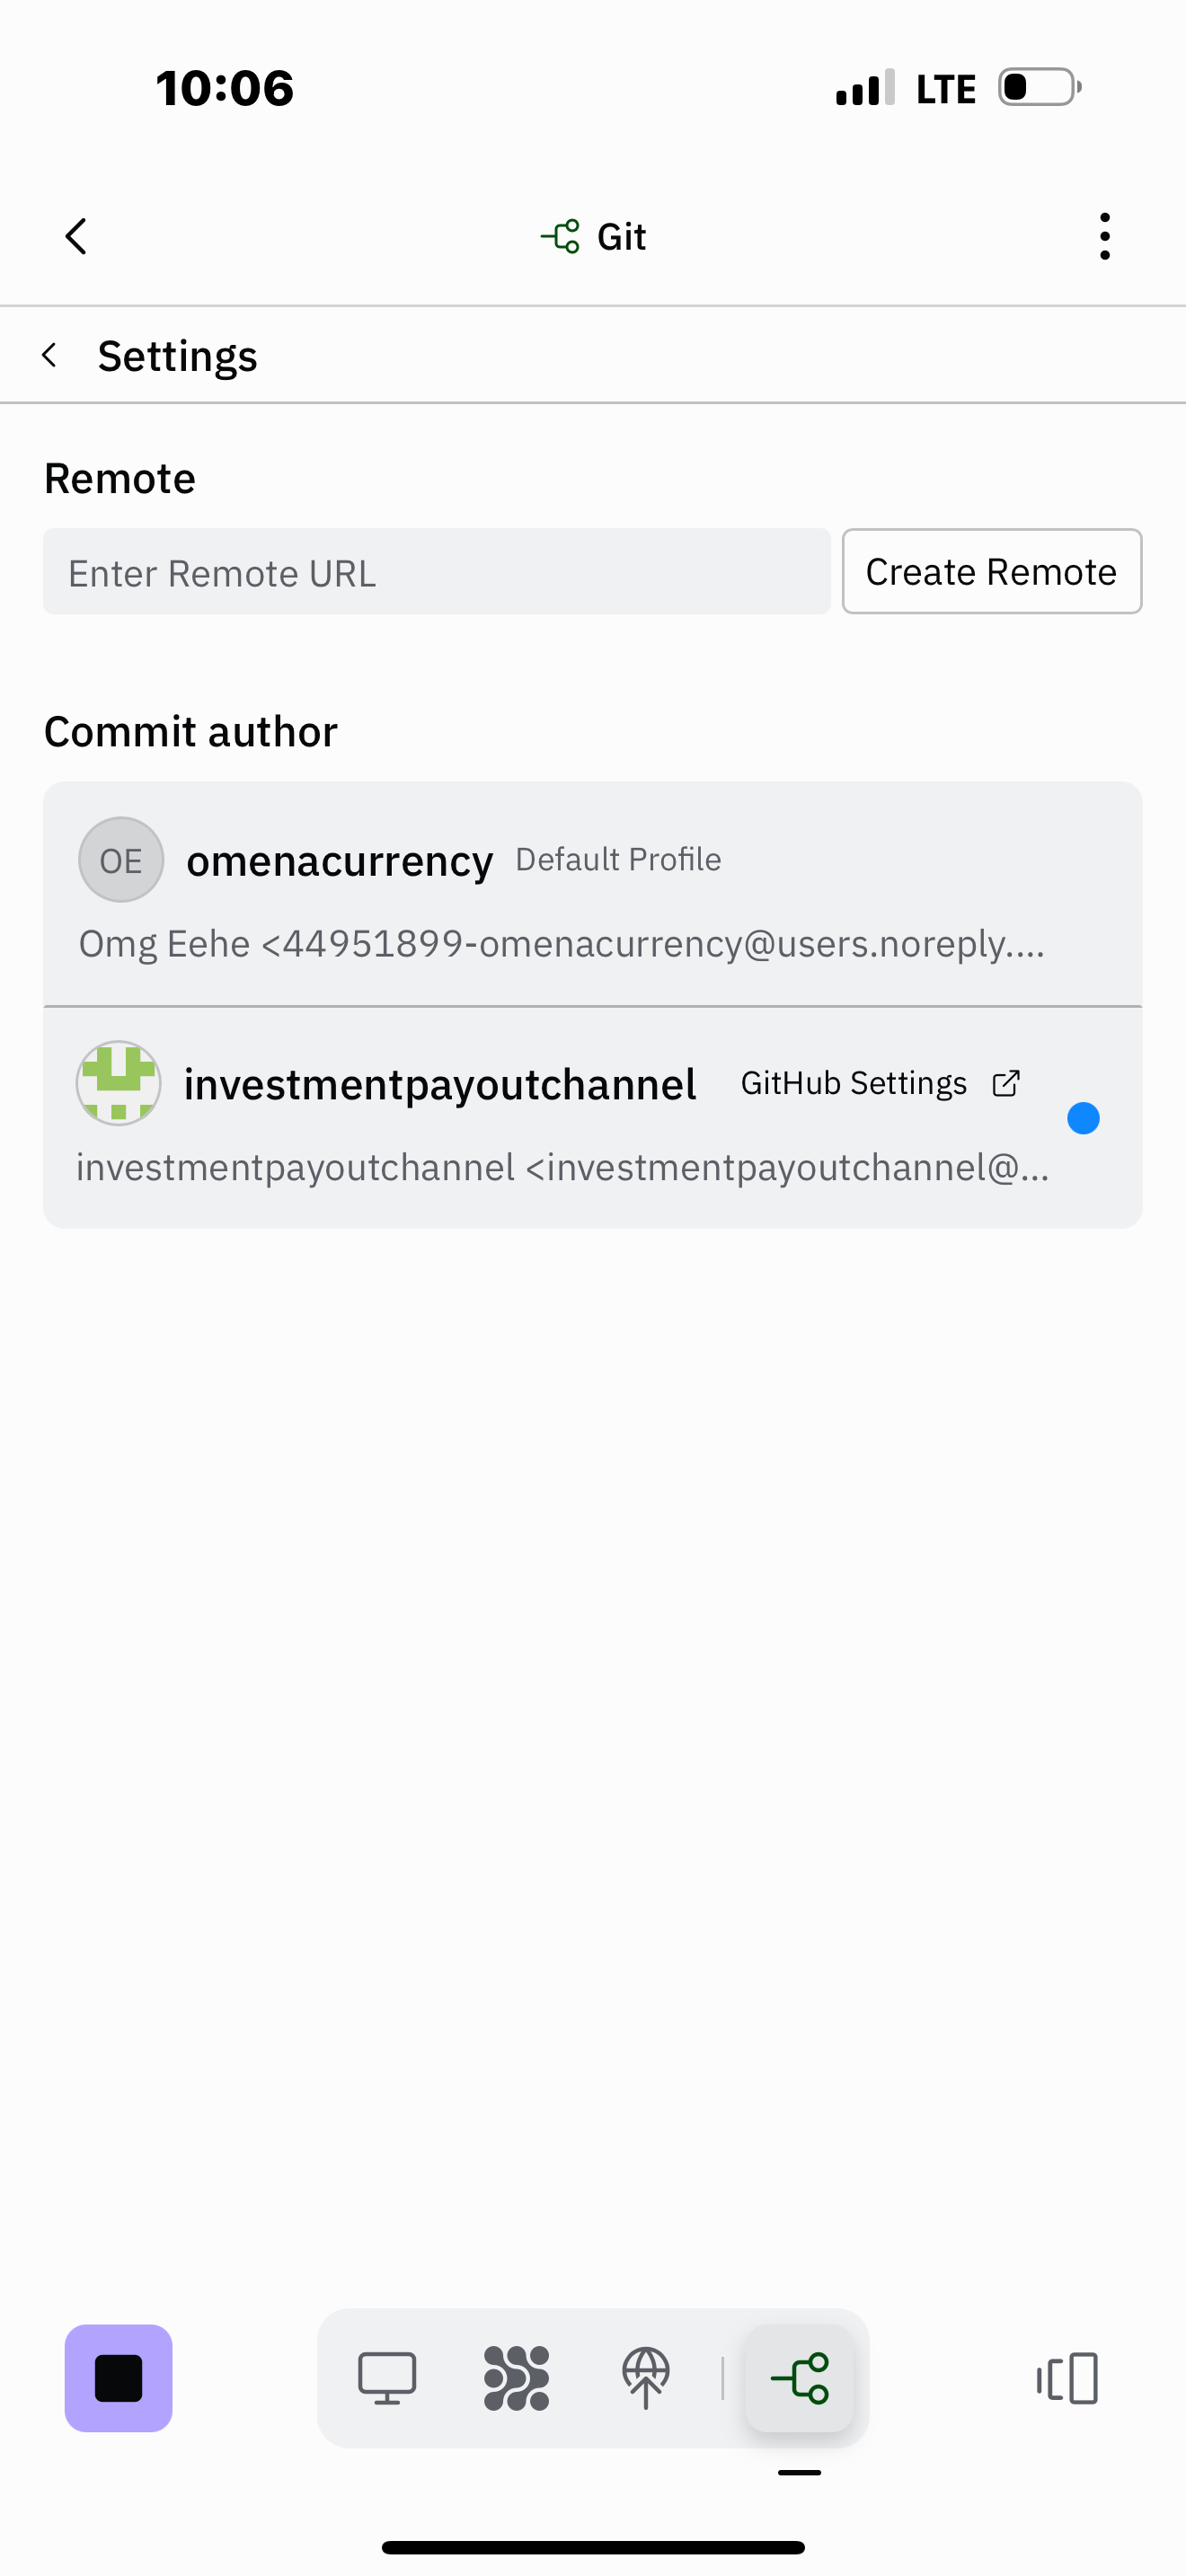 10:06
LTE
Git
Settings
Remote
Enter Remote URL
Create Remote
Commit author
OE
omenacurrency
Default Profile
Omg Eehe <44951899-omenacurrency@users.noreply....
investmentpayoutchannel
GitHub Settings
investmentpayoutchannel <investmentpayoutchannel@...